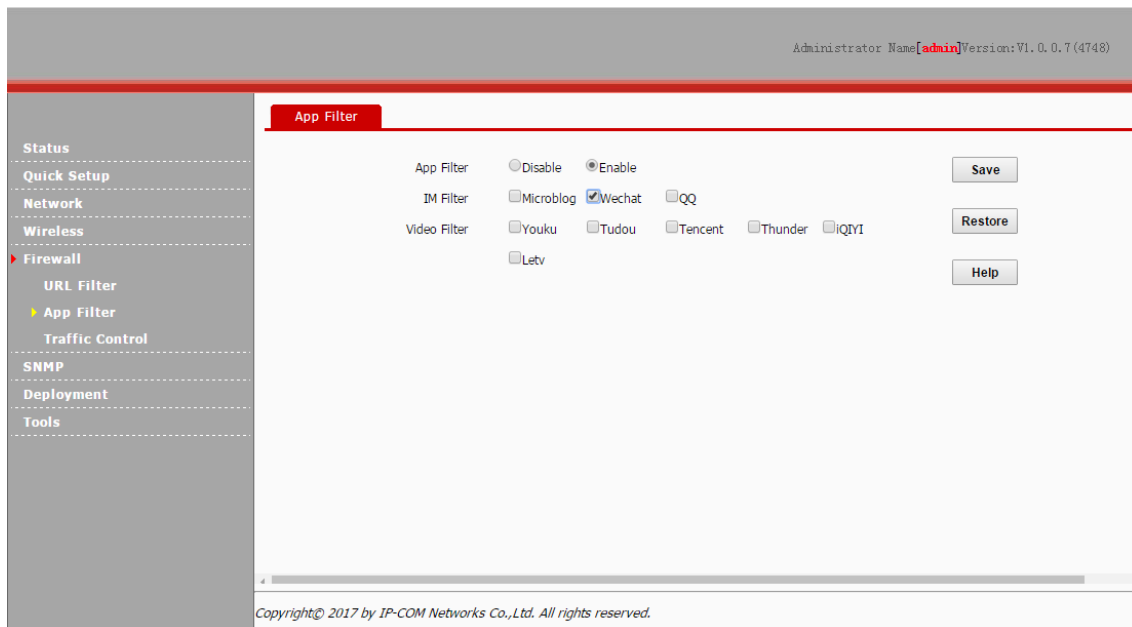 Administrator Name[admin]Version:V1.0.0.7(4748)
App Filter
Status
Quick Setup
Network
Wireless
Firewall
URL Filter
App Filter
Traffic Control
SNMP
Deployment
Tools
App Filter Disable Enable
IM Filter Microblog Wechat QQ
Video Filter Youku Tudou Tencent Thunder iQIYI
Letv
Save
Restore
Help
Copyright© 2017 by IP-COM Networks Co.,Ltd. All rights reserved.